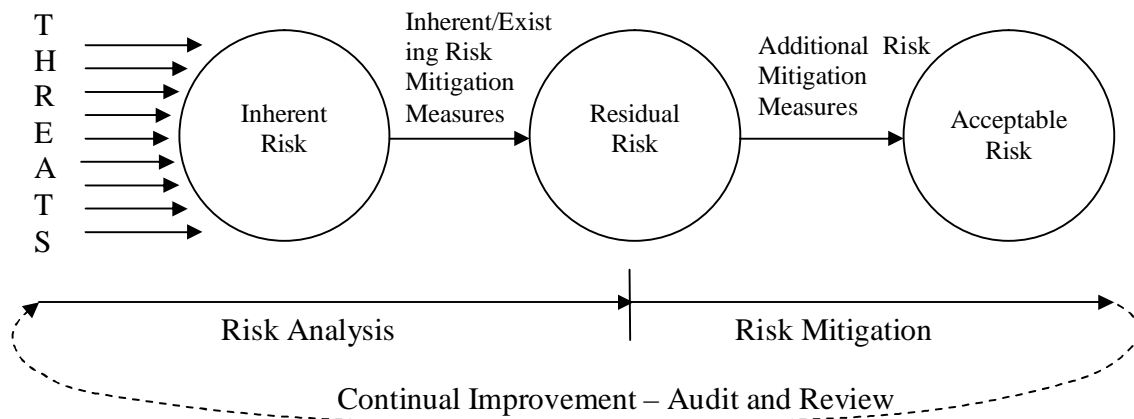 T
H
R
E
A
T
S
Inherent
Risk
Inherent/Exist
ing Risk
Mitigation
Measures
Residual
Risk
Additional Risk
Mitigation
Measures
Acceptable
Risk
Risk Analysis
Risk Mitigation
Continual Improvement – Audit and Review